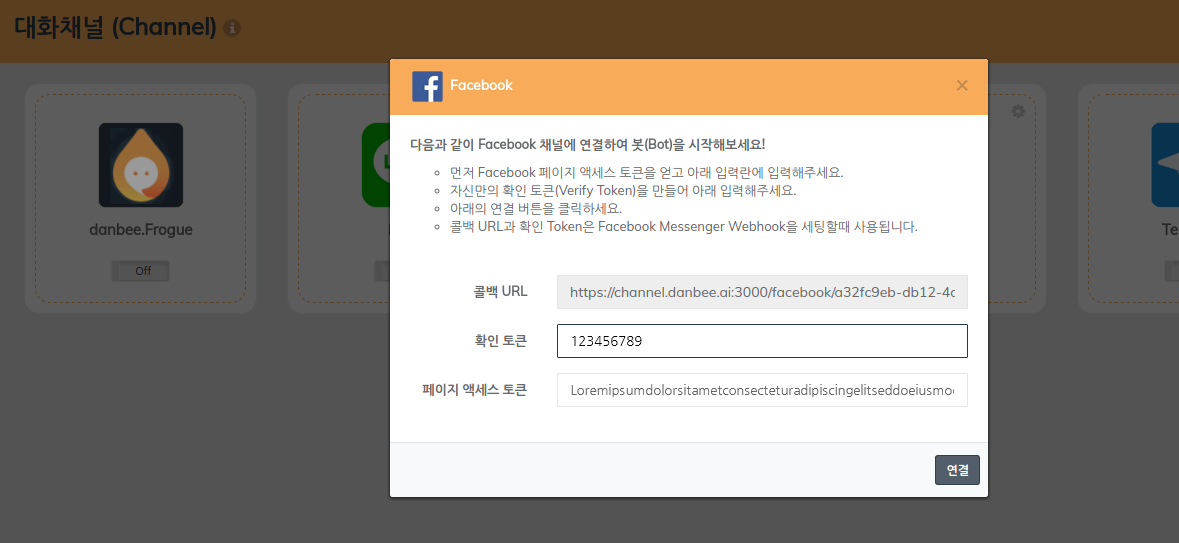 대화채널 (Channel)
Facebook
다음과 같이 Facebook 채널에 연결하여 봇(Bot)을 시작해보세요!
먼저 Facebook 페이지 액세스 토큰을 얻고 아래 입력란에 입력해주세요.
자신만의 확인 토큰(Verify Token)을 만들어 아래 입력해주세요.
아래의 연결 버튼을 클릭하세요.
콜백 URL과 확인 Token은 Facebook Messenger Webhook을 세팅할때 사용됩니다.
danbee.Frogue
Te
Off
콜백 URL
https://channel.danbee.ai:3000/facebook/a32fc9eb-db12-4c
확인 토큰
123456789
페이지 액세스 토큰
Loremipsumdolorsitametconsecteturadipiscingelitseddoeiusmo
연결